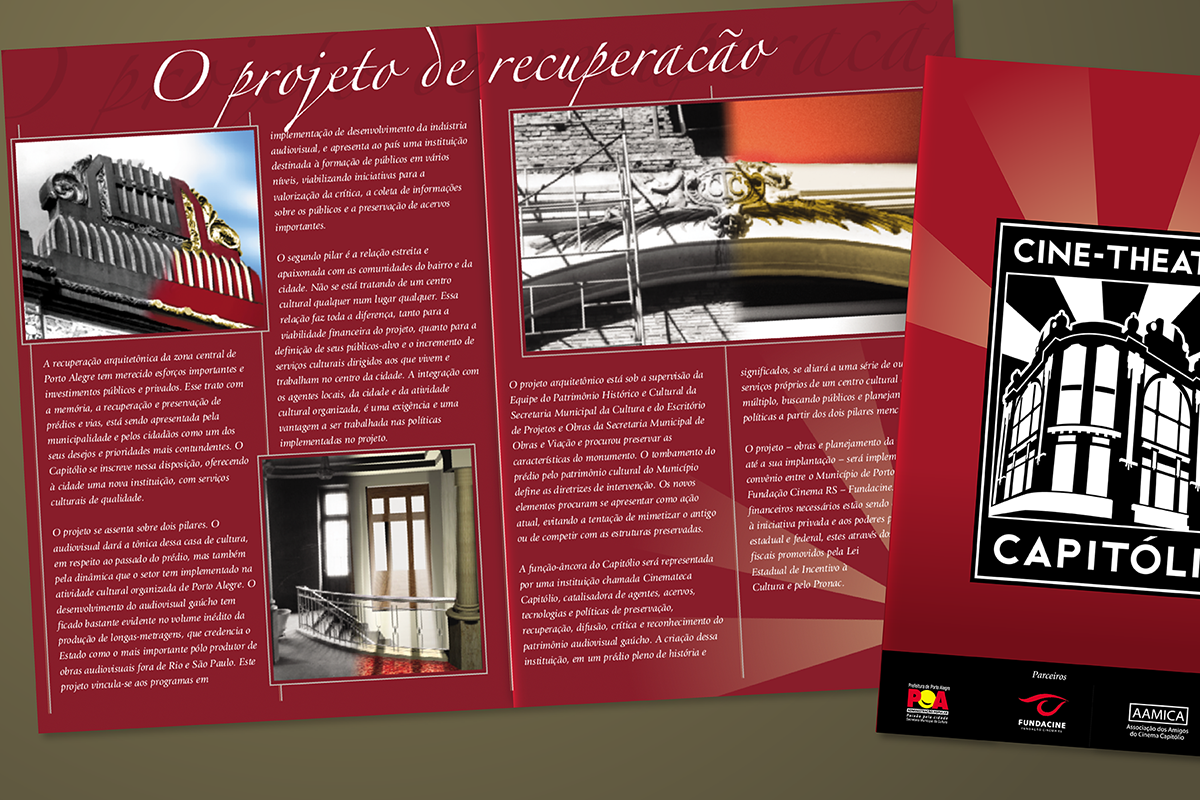 O projeto de recuperação
A recuperação arquitetônica da zona central de
Porto Alegre tem merecido esforços importantes e
investimentos públicos e privados. Esse trato com
a memória, a recuperação e preservação de
prédios e vias, está sendo apresentada pela
municipalidade e pelos cidadãos como um dos
seus desejos e prioridades mais contundentes. O
Capitólio se inscreve nessa disposição, oferecendo
à cidade uma nova instituição, com serviços
culturais de qualidade.
O projeto se assenta sobre dois pilares. O
audiovisual dará a tônica dessa casa de cultura,
em respeito ao passado do prédio, mas também
pela dinâmica que o setor tem implementado na
atividade cultural organizada de Porto Alegre. O
desenvolvimento do audiovisual gaúcho tem
ficado bastante evidente no volume inédito da
produção de longas-metragens, que credencia o
Estado como o mais importante pólo produtor de
obras audiovisuais fora de Rio e São Paulo. Este
projeto vincula-se aos programas em
implementação de desenvolvimento da indústria
audiovisual, e apresenta ao país uma instituição
destinada à formação de públicos em vários
níveis, viabilizando iniciativas para a
valorização da crítica, a coleta de informações
sobre os públicos e a preservação de acervos
importantes.
O segundo pilar é a relação estreita e
apaixonada com as comunidades do bairro e da
cidade. Não se está tratando de um centro
cultural qualquer num lugar qualquer. Essa
relação faz toda a diferença, tanto para a
viabilidade financeira do projeto, quanto para a
definição de seus públicos-alvo e o incremento de
serviços culturais dirigidos aos que vivem e
trabalham no centro da cidade. A integração com
os agentes locais, da cidade e da atividade
cultural organizada, é uma exigência e uma
vantagem a ser trabalhada nas políticas
implementadas no projeto.
O projeto arquitetônico está sob a supervisão da
Equipe do Patrimônio Histórico e Cultural da
Secretaria Municipal da Cultura e do Escritório
de Projetos e Obras da Secretaria Municipal de
Obras e Viação e procurou preservar as
características do monumento. O tombamento do
prédio pelo patrimônio cultural do Município
define as diretrizes de intervenção. Os novos
elementos procuram se apresentar como ação
atual, evitando a tentação de mimetizar o antigo
ou de competir com as estruturas preservadas.
A função-âncora do Capitólio será representada
por uma instituição chamada Cinemateca
Capitólio, catalisadora de agentes, acervos,
tecnologias e políticas de preservação,
recuperação, difusão, crítica e reconhecimento do
patrimônio audiovisual gaúcho. A criação dessa
instituição, em um prédio pleno de história e
significados, se aliará a uma série de ou
serviços próprios de um centro cultural
múltiplo, buscando públicos e planejan
políticas a partir dos dois pilares menc
O projeto – obras e planejamento da
até a sua implantação – será implem
convênio entre o Município de Porto
Fundação Cinema RS – Fundacine.
financeiros necessários estão sendo
à iniciativa privada e aos poderes p
estadual e federal, estes através dos
fiscais promovidos pela Lei
Estadual de Incentivo à
Cultura e pelo Pronac.
CINE-THEAT
CAPITÓLI
Parceiros
Prefeitura de Porto Alegre
POA
ADMINISTRAÇÃO POPULAR
Paixão pela cidade
Secretaria Municipal da Cultura
FUNDACINE
FUNDAÇÃO CINEMA RS
AAMICA
Associação dos Amigos
do Cinema Capitólio